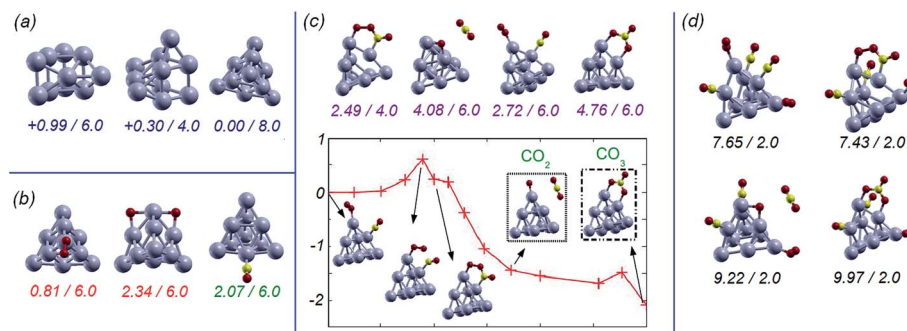 (a)
+0.99 / 6.0 +0.30 / 4.0 0.00 / 8.0
(b)
0.81 / 6.0 2.34 / 6.0 2.07 / 6.0
(c)
2.49 / 4.0 4.08 / 6.0 2.72 / 6.0 4.76 / 6.0
1
0
-1
-2
CO₂ CO₃
(d)
7.65 / 2.0 7.43 / 2.0
9.22 / 2.0 9.97 / 2.0